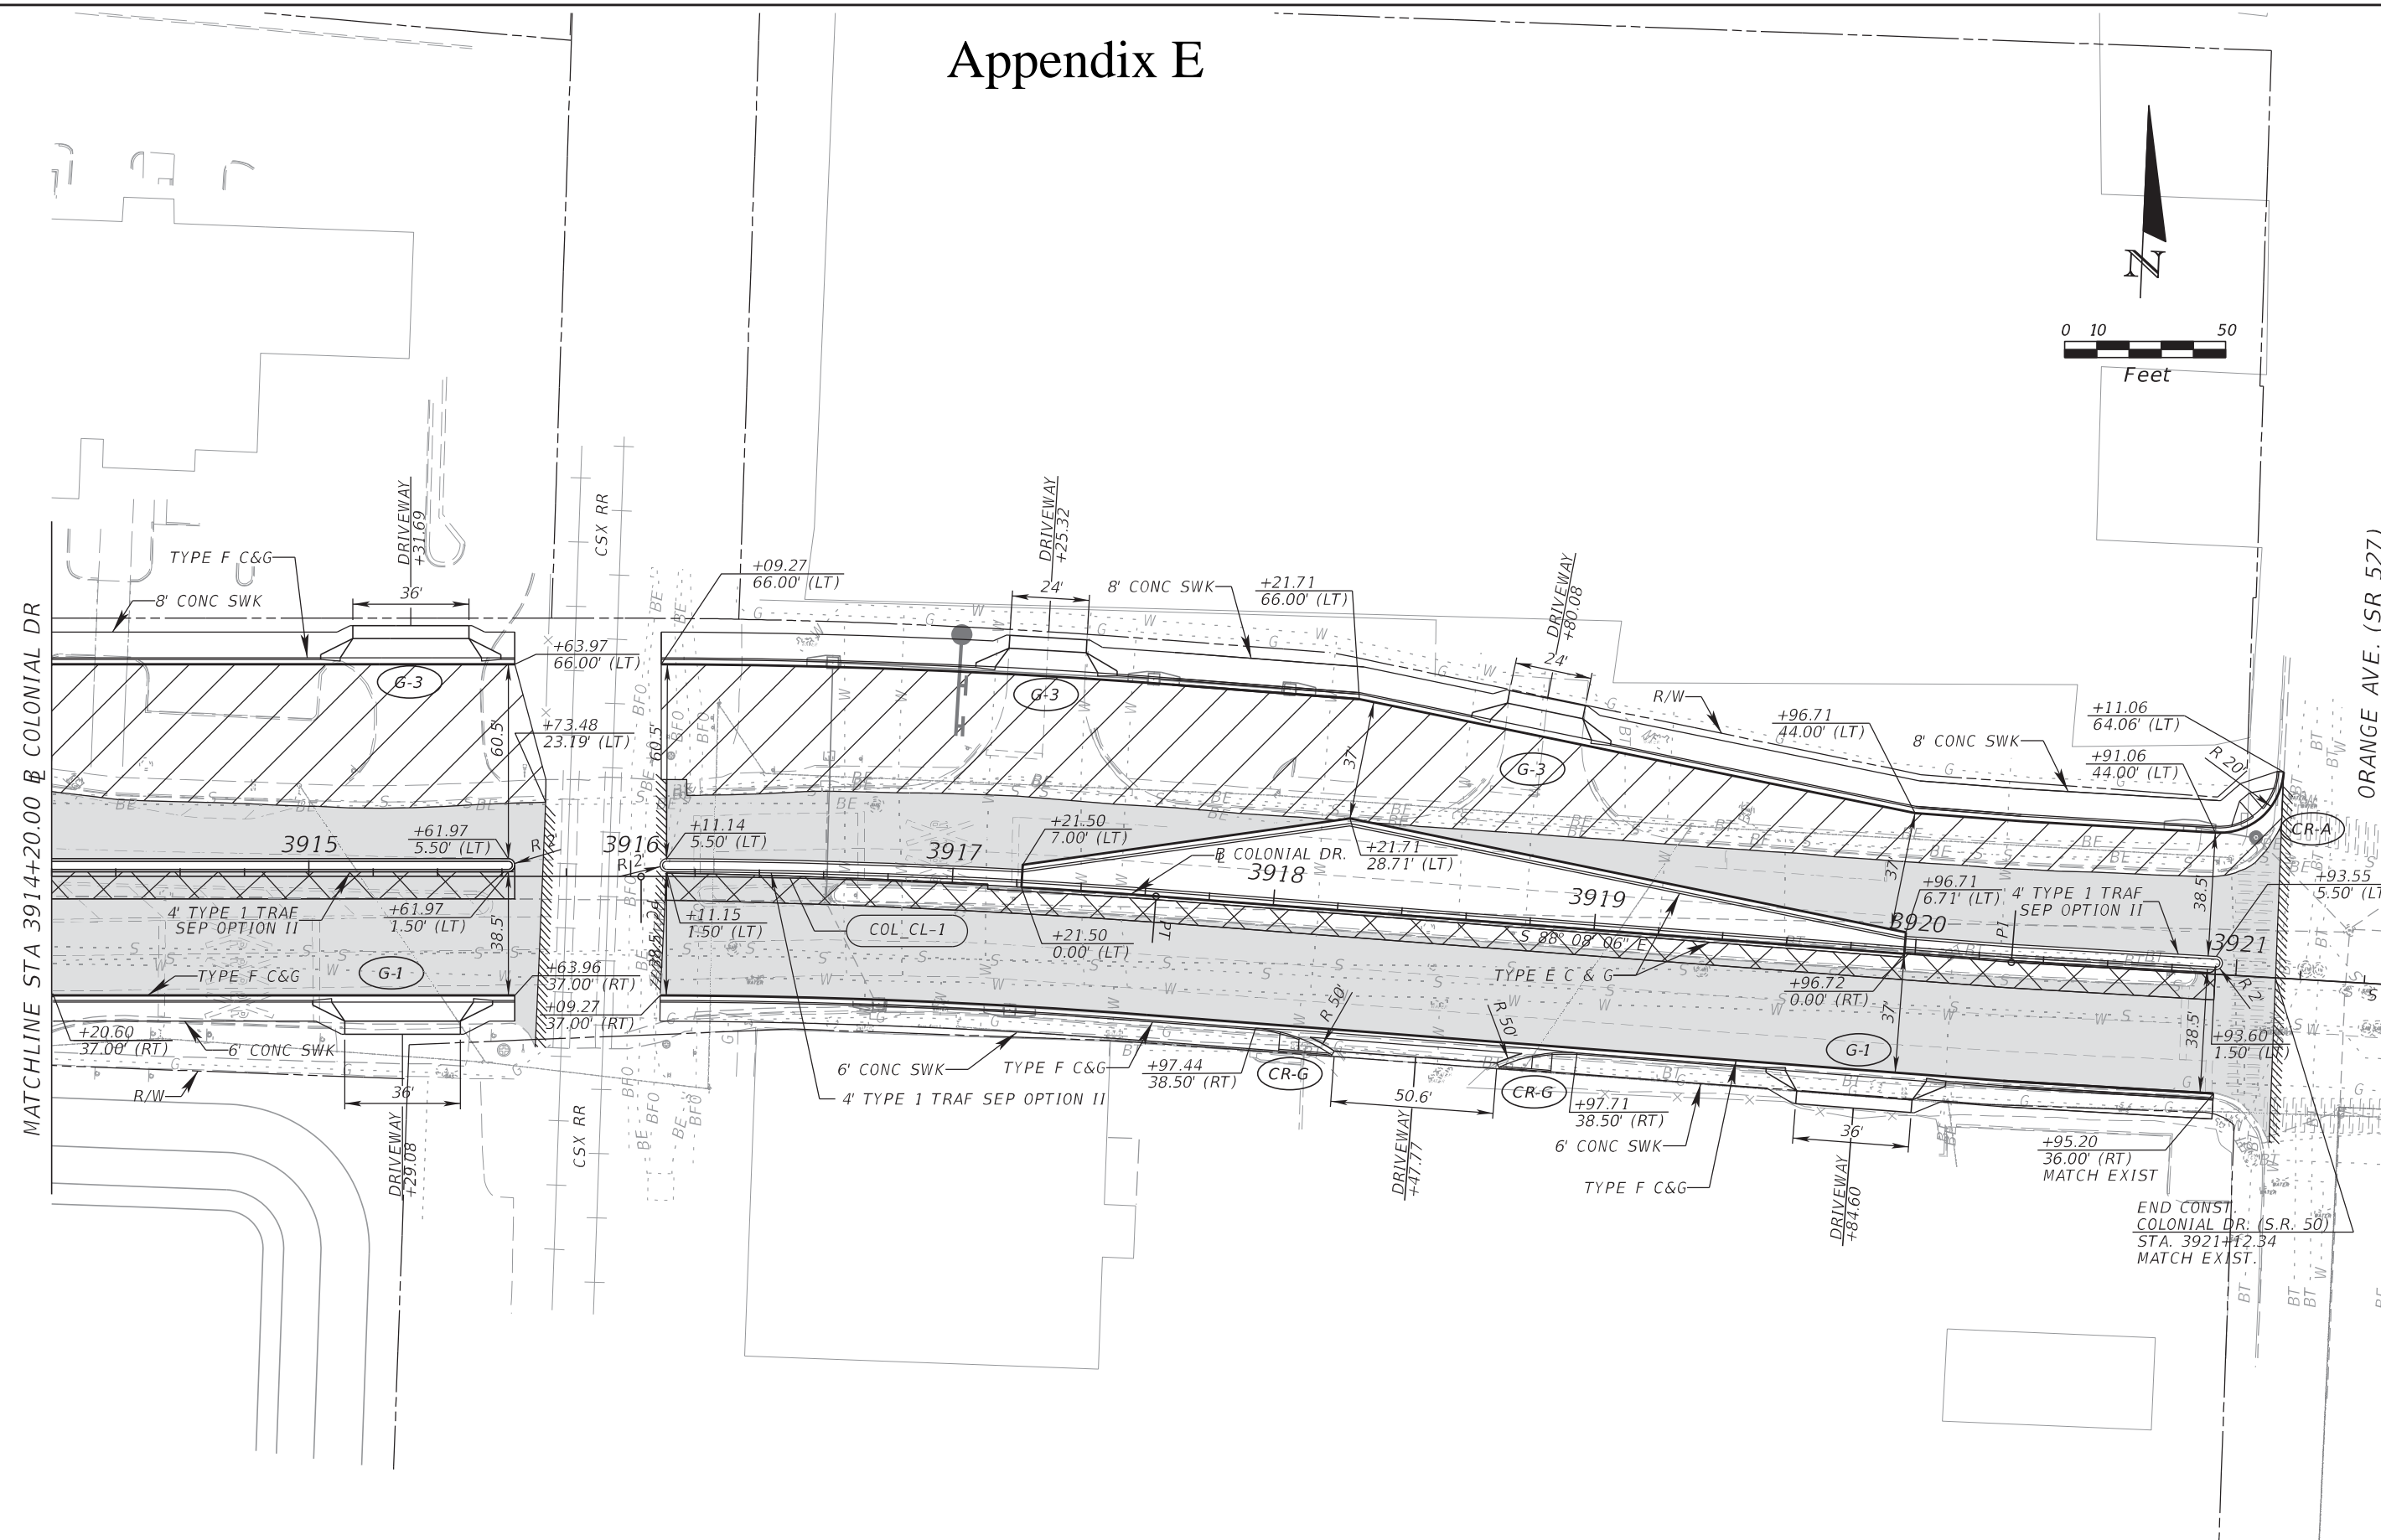 Appendix E
N
0 10 50
Feet
MATCHLINE STA 3914+20.00 BL COLONIAL DR
ORANGE AVE. (SR 527)
TYPE F C&G
8' CONC SWK
DRIVEWAY
+31.69
36'
G-3
CSX RR
+63.97
66.00' (LT)
+73.48
23.19' (LT)
60.5'
3915
+61.97
5.50' (LT)
4' TYPE 1 TRAF
SEP OPTION II
+61.97
1.50' (LT)
38.5'
TYPE F C&G
G-1
+63.96
37.00' (RT)
+09.27
37.00' (RT)
+20.60
37.00' (RT)
6' CONC SWK
R/W
36'
DRIVEWAY
+29.08
CSX RR
3916
R 2'
+09.27
66.00' (LT)
60.5'
+11.14
5.50' (LT)
+11.15
1.50' (LT)
DRIVEWAY
+25.32
24'
G-3
8' CONC SWK
+21.71
66.00' (LT)
3917
+21.50
7.00' (LT)
COL_CL-1
+21.50
0.00' (LT)
BL COLONIAL DR.
3918
PT
37'
+21.71
28.71' (LT)
DRIVEWAY
+80.08
24'
G-3
R/W
3919
S 88° 08' 06" E
TYPE E C & G
6' CONC SWK
TYPE F C&G
4' TYPE 1 TRAF SEP OPTION II
+97.44
38.50' (RT)
R 50'
CR-G
50.6'
DRIVEWAY
+47.77
R 50'
CR-G
+97.71
38.50' (RT)
6' CONC SWK
TYPE F C&G
36'
DRIVEWAY
+84.60
G-1
+96.71
44.00' (LT)
8' CONC SWK
37'
+96.71
6.71' (LT)
3920
+96.72
0.00' (RT)
37'
4' TYPE 1 TRAF
SEP OPTION II
+11.06
64.06' (LT)
R 20'
+91.06
44.00' (LT)
CR-A
38.5'
+93.55
3921
R 2'
38.5'
+93.60
+95.20
36.00' (RT)
MATCH EXIST
END CONST.
COLONIAL DR. (S.R. 50)
STA. 3921+12.34
MATCH EXIST.